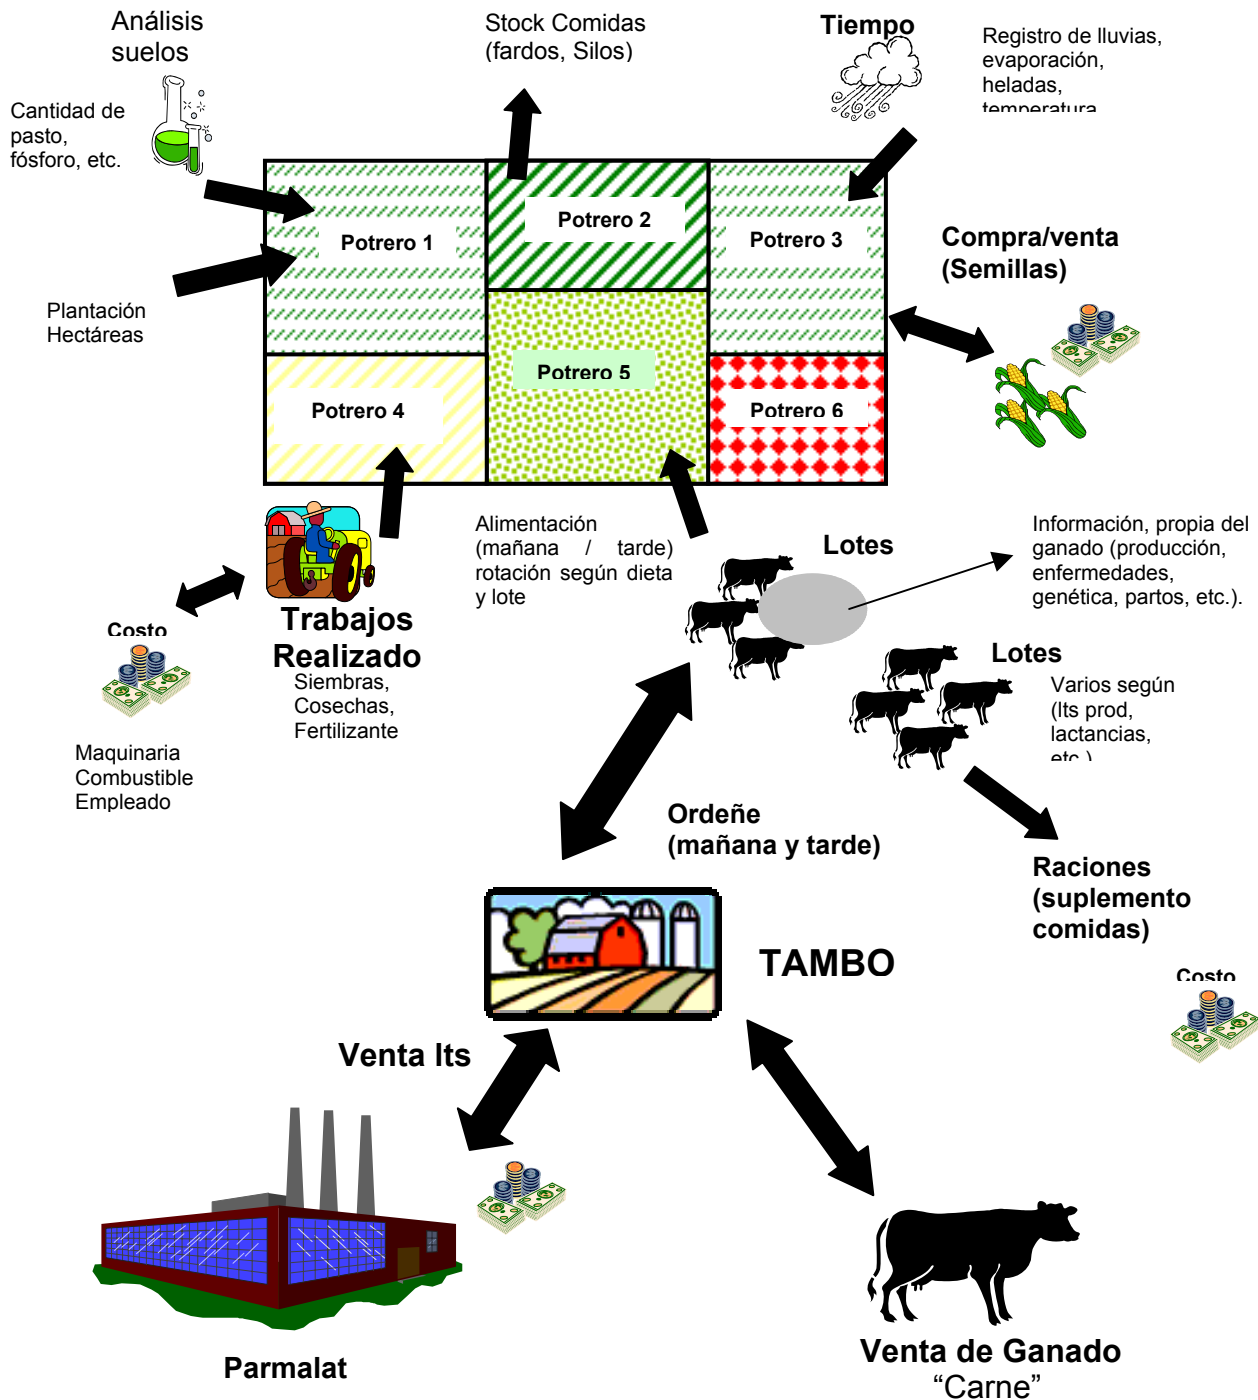 Análisis
suelos
Cantidad de
pasto,
fósforo, etc.
Stock Comidas
(fardos, Silos)
Tiempo
Registro de lluvias,
evaporación,
heladas,
temperatura
Potrero 1
Potrero 2
Potrero 3
Potrero 4
Potrero 5
Potrero 6
Plantación
Hectáreas
Compra/venta
(Semillas)
Alimentación
(mañana / tarde)
rotación según dieta
y lote
Lotes
Información, propia del
ganado (producción,
enfermedades,
genética, partos, etc.).
Costo
Trabajos
Realizado
Siembras,
Cosechas,
Fertilizante
Maquinaria
Combustible
Empleado
Lotes
Varios según
(lts prod,
lactancias,
etc.)
Ordeñe
(mañana y tarde)
Raciones
(suplemento
comidas)
Costo
TAMBO
Venta lts
Parmalat
Venta de Ganado
“Carne”